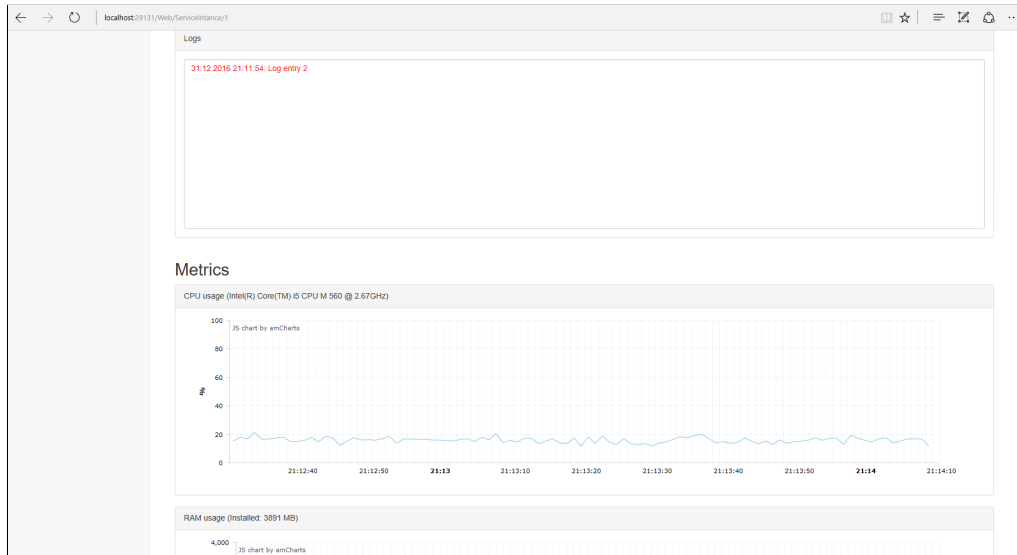 localhost:29131/Web/ServiceIntance/1
Logs
31.12.2016 21:11:54: Log entry 2
Metrics
CPU usage (Intel(R) Core(TM) i5 CPU M 560 @ 2.67GHz)
100
JS chart by amCharts
80
60
%
40
20
0
21:12:40 21:12:50 21:13 21:13:10 21:13:20 21:13:30 21:13:40 21:13:50 21:14 21:14:10
RAM usage (Installed: 3891 MB)
4,000
JS chart by amCharts